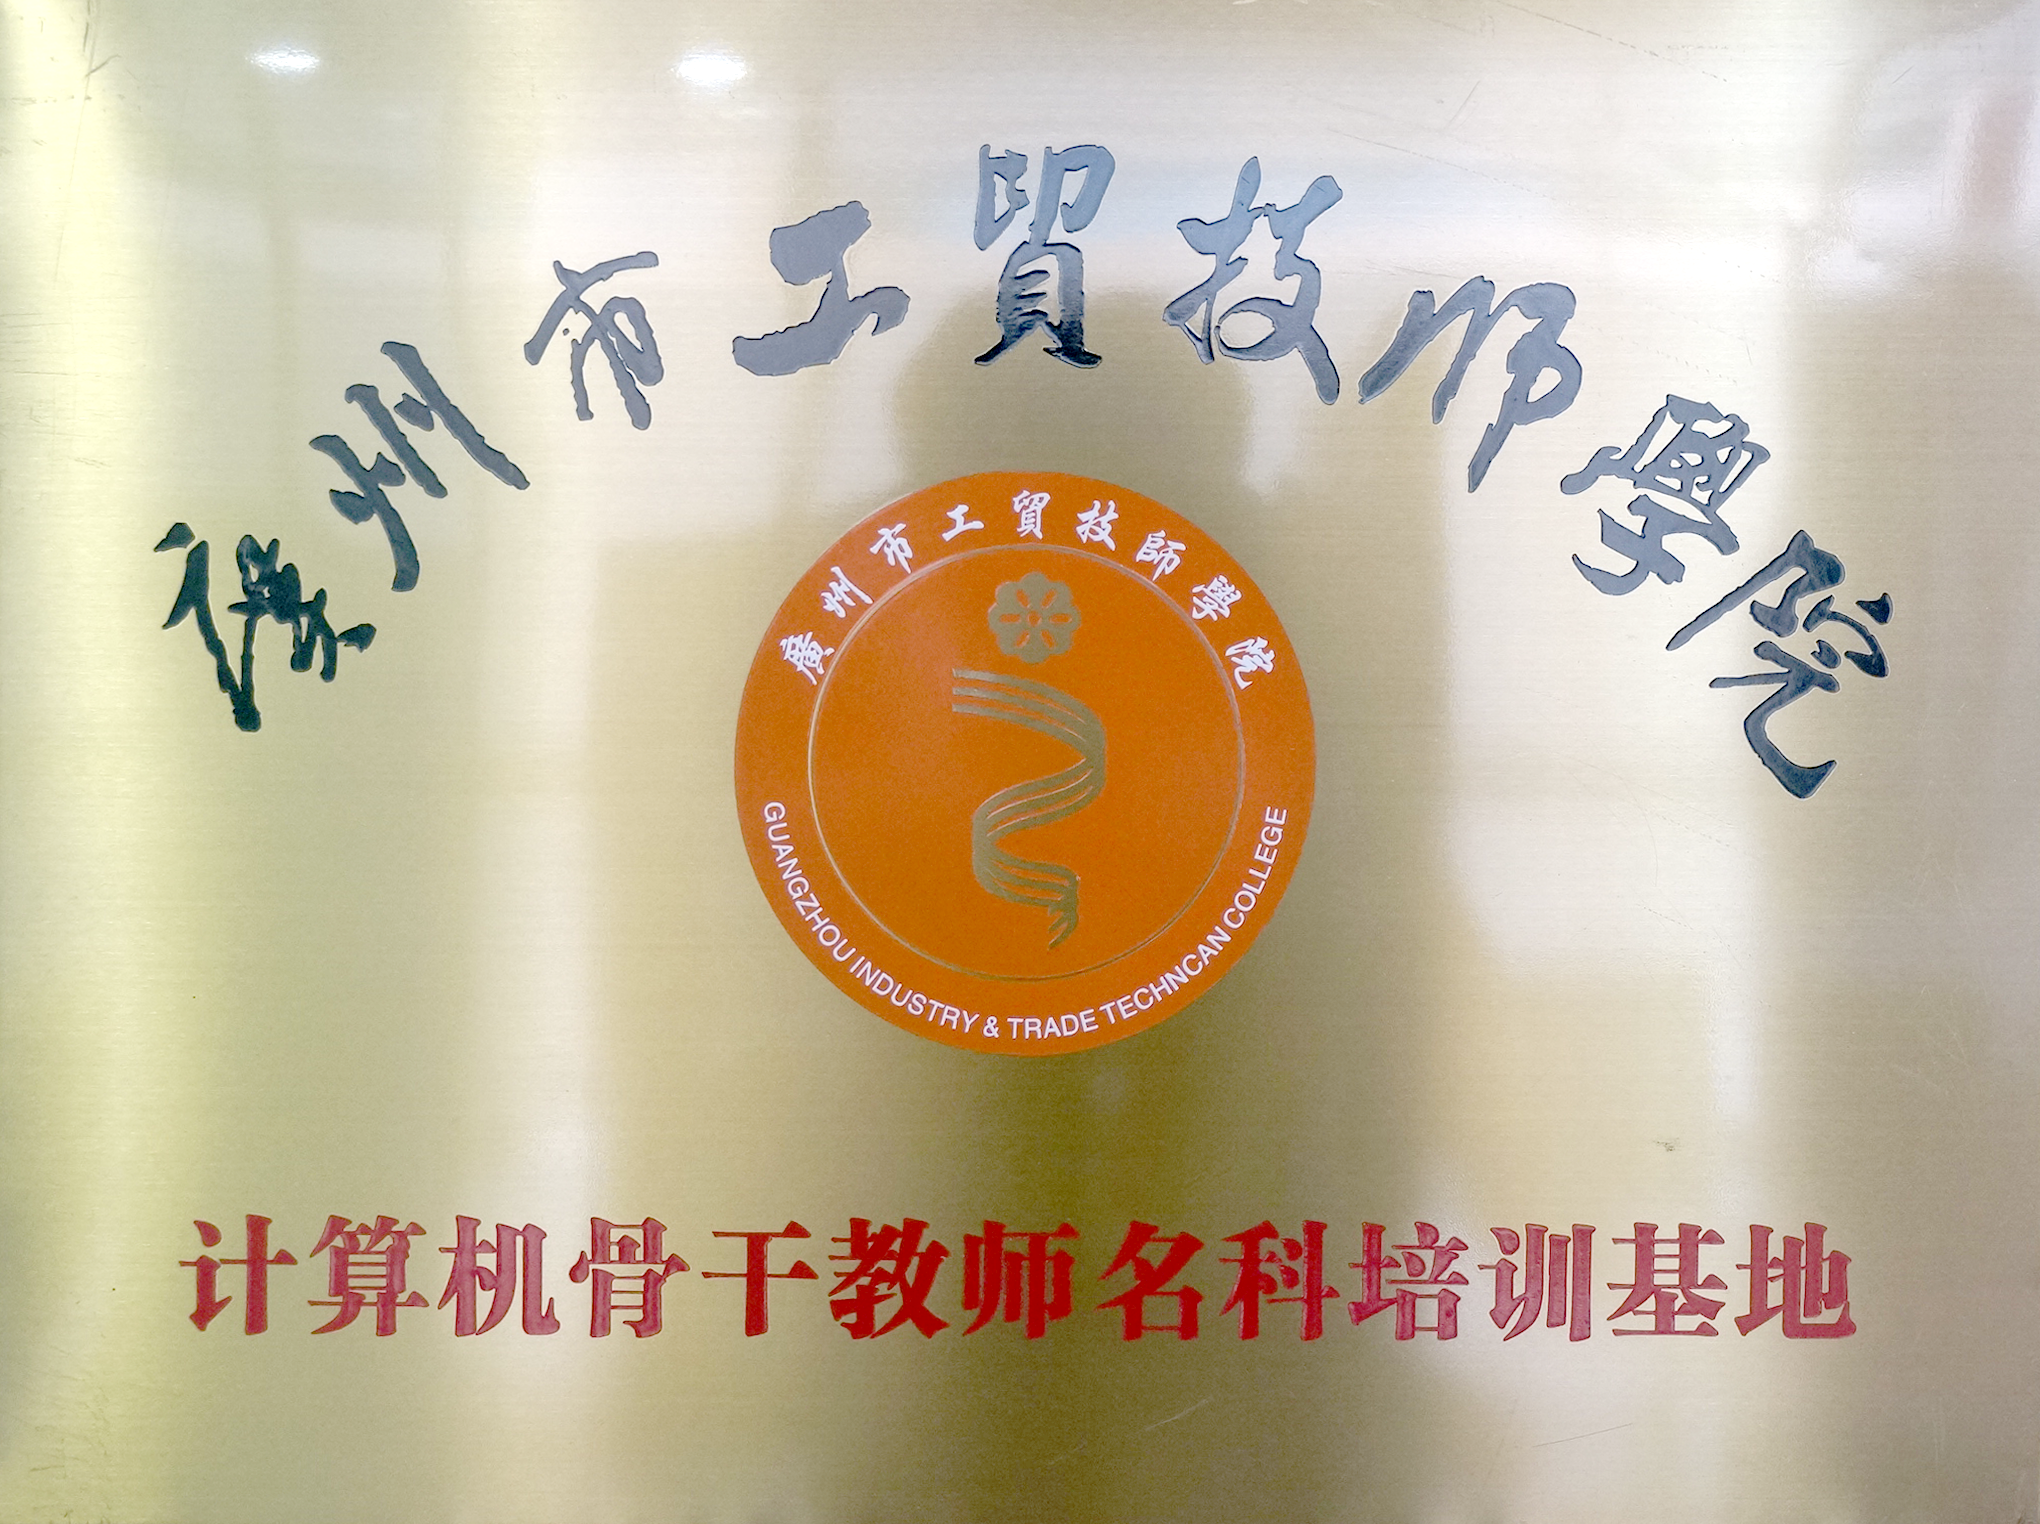 廣州市工貿技师學院
廣州市工貿技師學院
GUANGZHOU INDUSTRY & TRADE TECHNCAN COLLEGE
计算机骨干教师名科培训基地